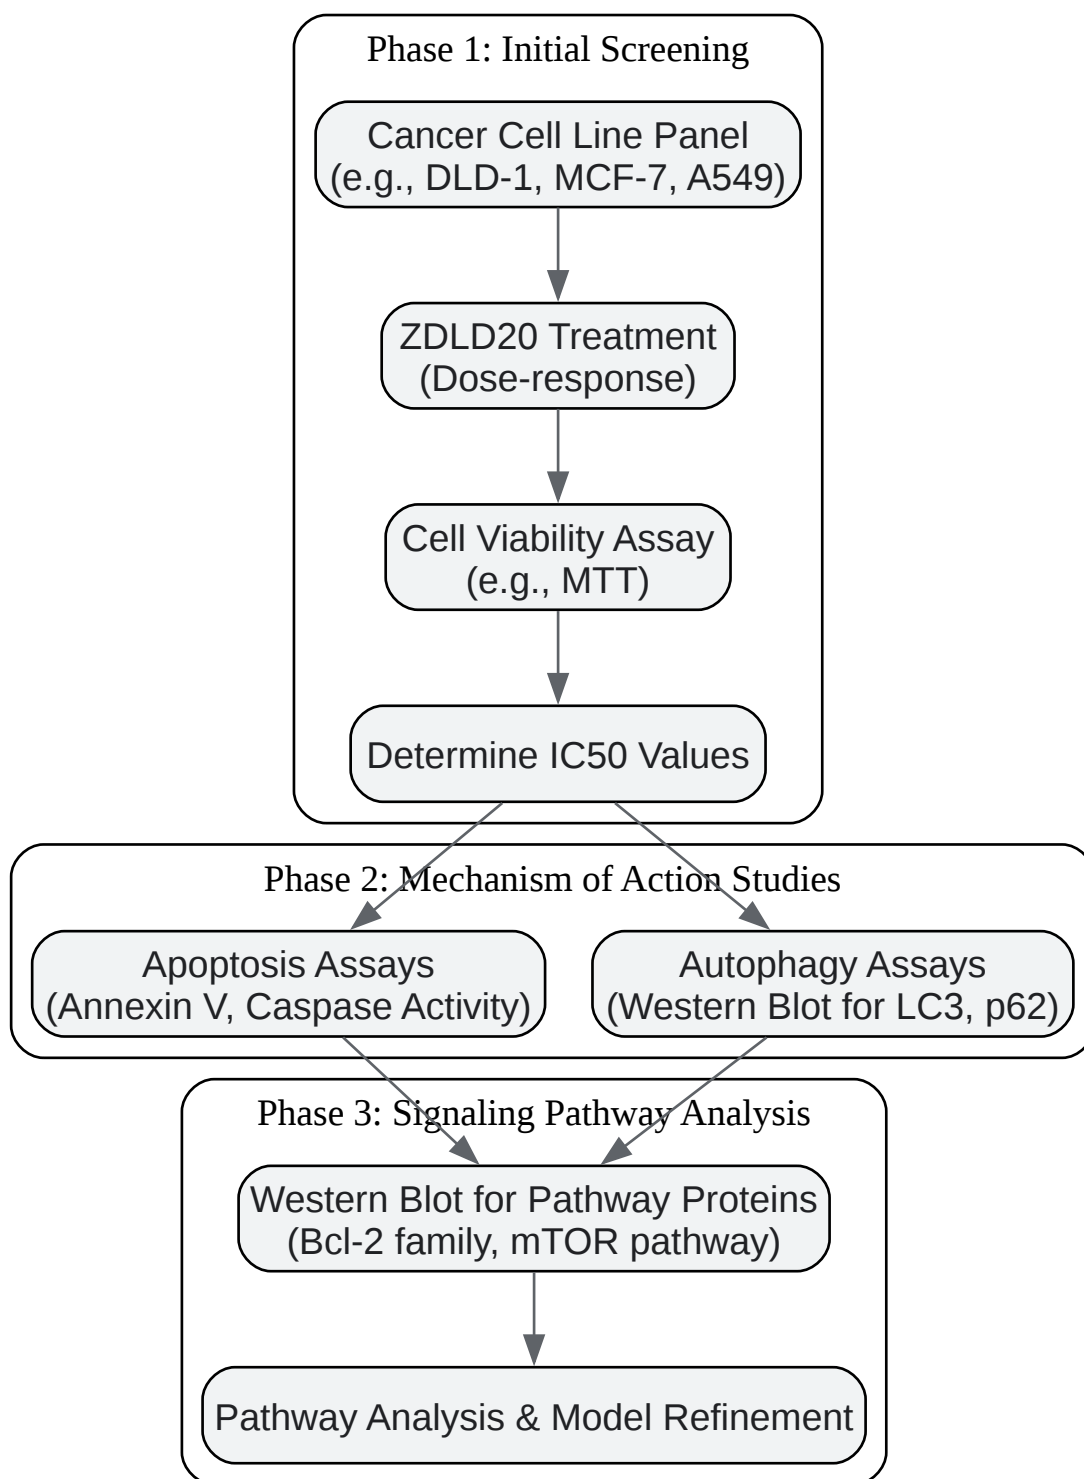 Phase 1: Initial Screening
Cancer Cell Line Panel
(e.g., DLD-1, MCF-7, A549)
ZDLD20 Treatment
(Dose-response)
Cell Viability Assay
(e.g., MTT)
Determine IC50 Values
Phase 2: Mechanism of Action Studies
Apoptosis Assays
(Annexin V, Caspase Activity)
Autophagy Assays
(Western Blot for LC3, p62)
Phase 3: Signaling Pathway Analysis
Western Blot for Pathway Proteins
(Bcl-2 family, mTOR pathway)
Pathway Analysis & Model Refinement